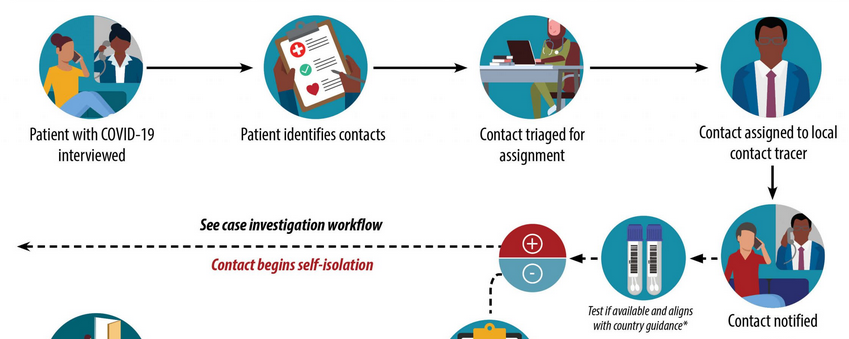 Patient with COVID-19
interviewed
Patient identifies contacts
Contact triaged for
assignment
Contact assigned to local
contact tracer
See case investigation workflow
Contact begins self-isolation
+
-
Test if available and aligns
with country guidance*
Contact notified